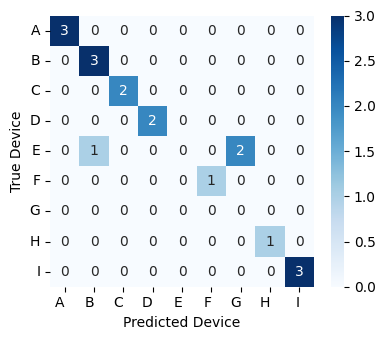 A 3 0 0 0 0 0 0 0 0
B 0 3 0 0 0 0 0 0 0
C 0 0 2 0 0 0 0 0 0
D 0 0 0 2 0 0 0 0 0
E 0 1 0 0 0 0 2 0 0
F 0 0 0 0 0 1 0 0 0
G 0 0 0 0 0 0 0 0 0
H 0 0 0 0 0 0 0 1 0
I 0 0 0 0 0 0 0 0 3
A B C D E F G H I
Predicted Device
True Device
3.0
2.5
2.0
1.5
1.0
0.5
0.0